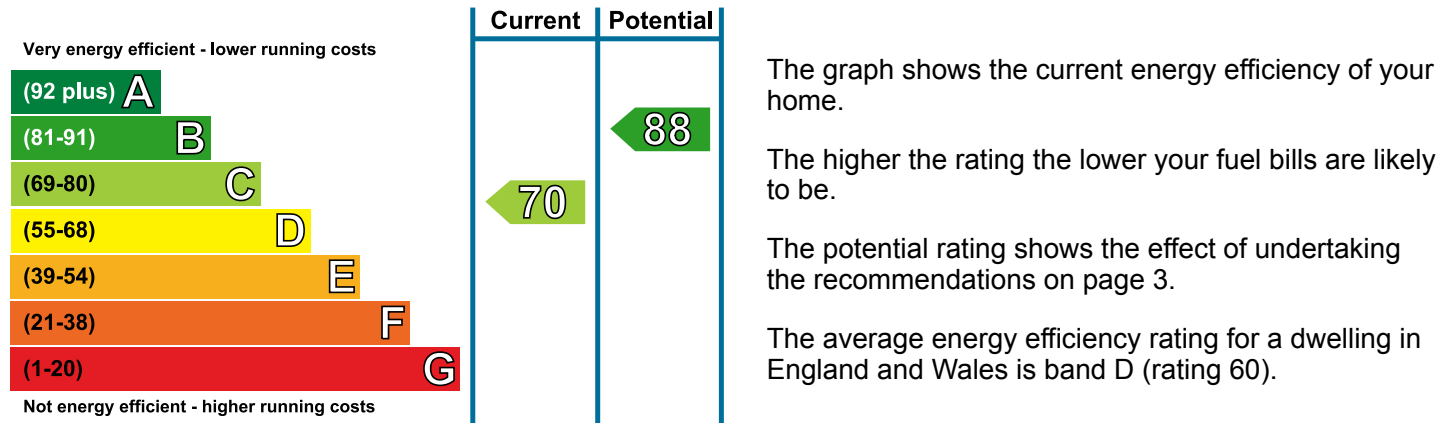 Current Potential
Very energy efficient - lower running costs
(92 plus) A
(81-91) B
88
(69-80) C
70
(55-68) D
(39-54) E
(21-38) F
(1-20) G
Not energy efficient - higher running costs
The graph shows the current energy efficiency of your
home.
The higher the rating the lower your fuel bills are likely
to be.
The potential rating shows the effect of undertaking
the recommendations on page 3.
The average energy efficiency rating for a dwelling in
England and Wales is band D (rating 60).